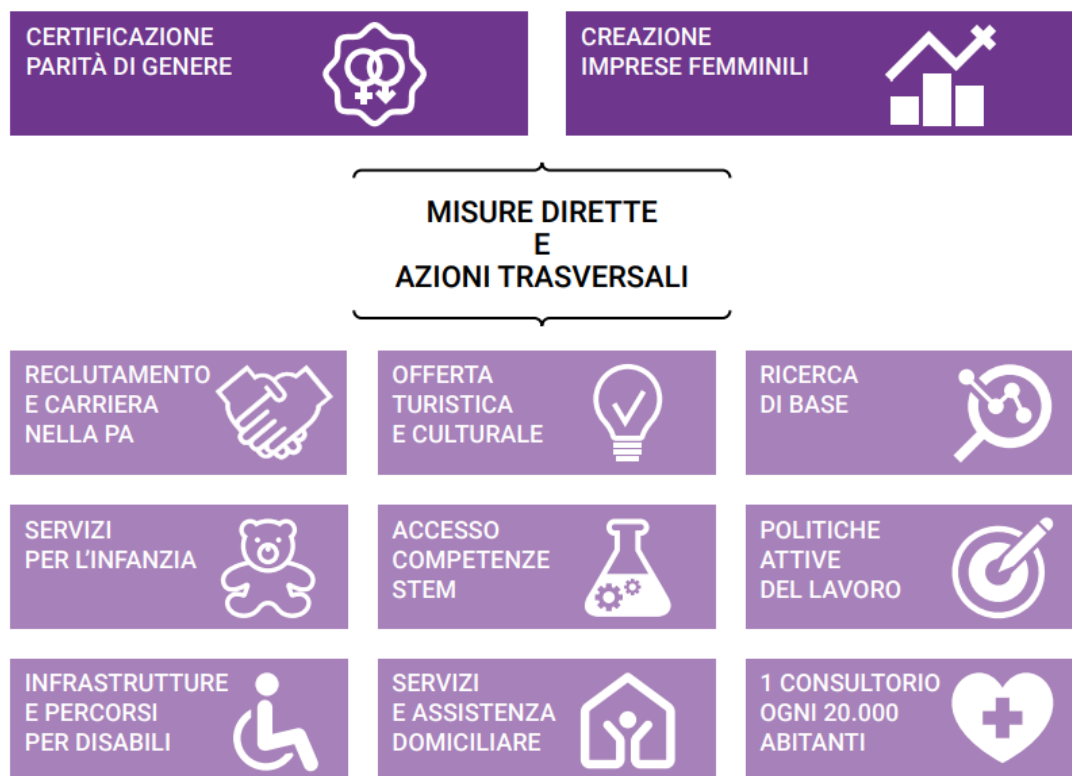 CERTIFICAZIONE
PARITÀ DI GENERE
CREAZIONE
IMPRESE FEMMINILI
MISURE DIRETTE
E
AZIONI TRASVERSALI
RECLUTAMENTO
E CARRIERA
NELLA PA
OFFERTA
TURISTICA
E CULTURALE
RICERCA
DI BASE
SERVIZI
PER L'INFANZIA
ACCESSO
COMPETENZE
STEM
POLITICHE
ATTIVE
DEL LAVORO
INFRASTRUTTURE
E PERCORSI
PER DISABILI
SERVIZI
E ASSISTENZA
DOMICILIARE
1 CONSULTORIO
OGNI 20.000
ABITANTI